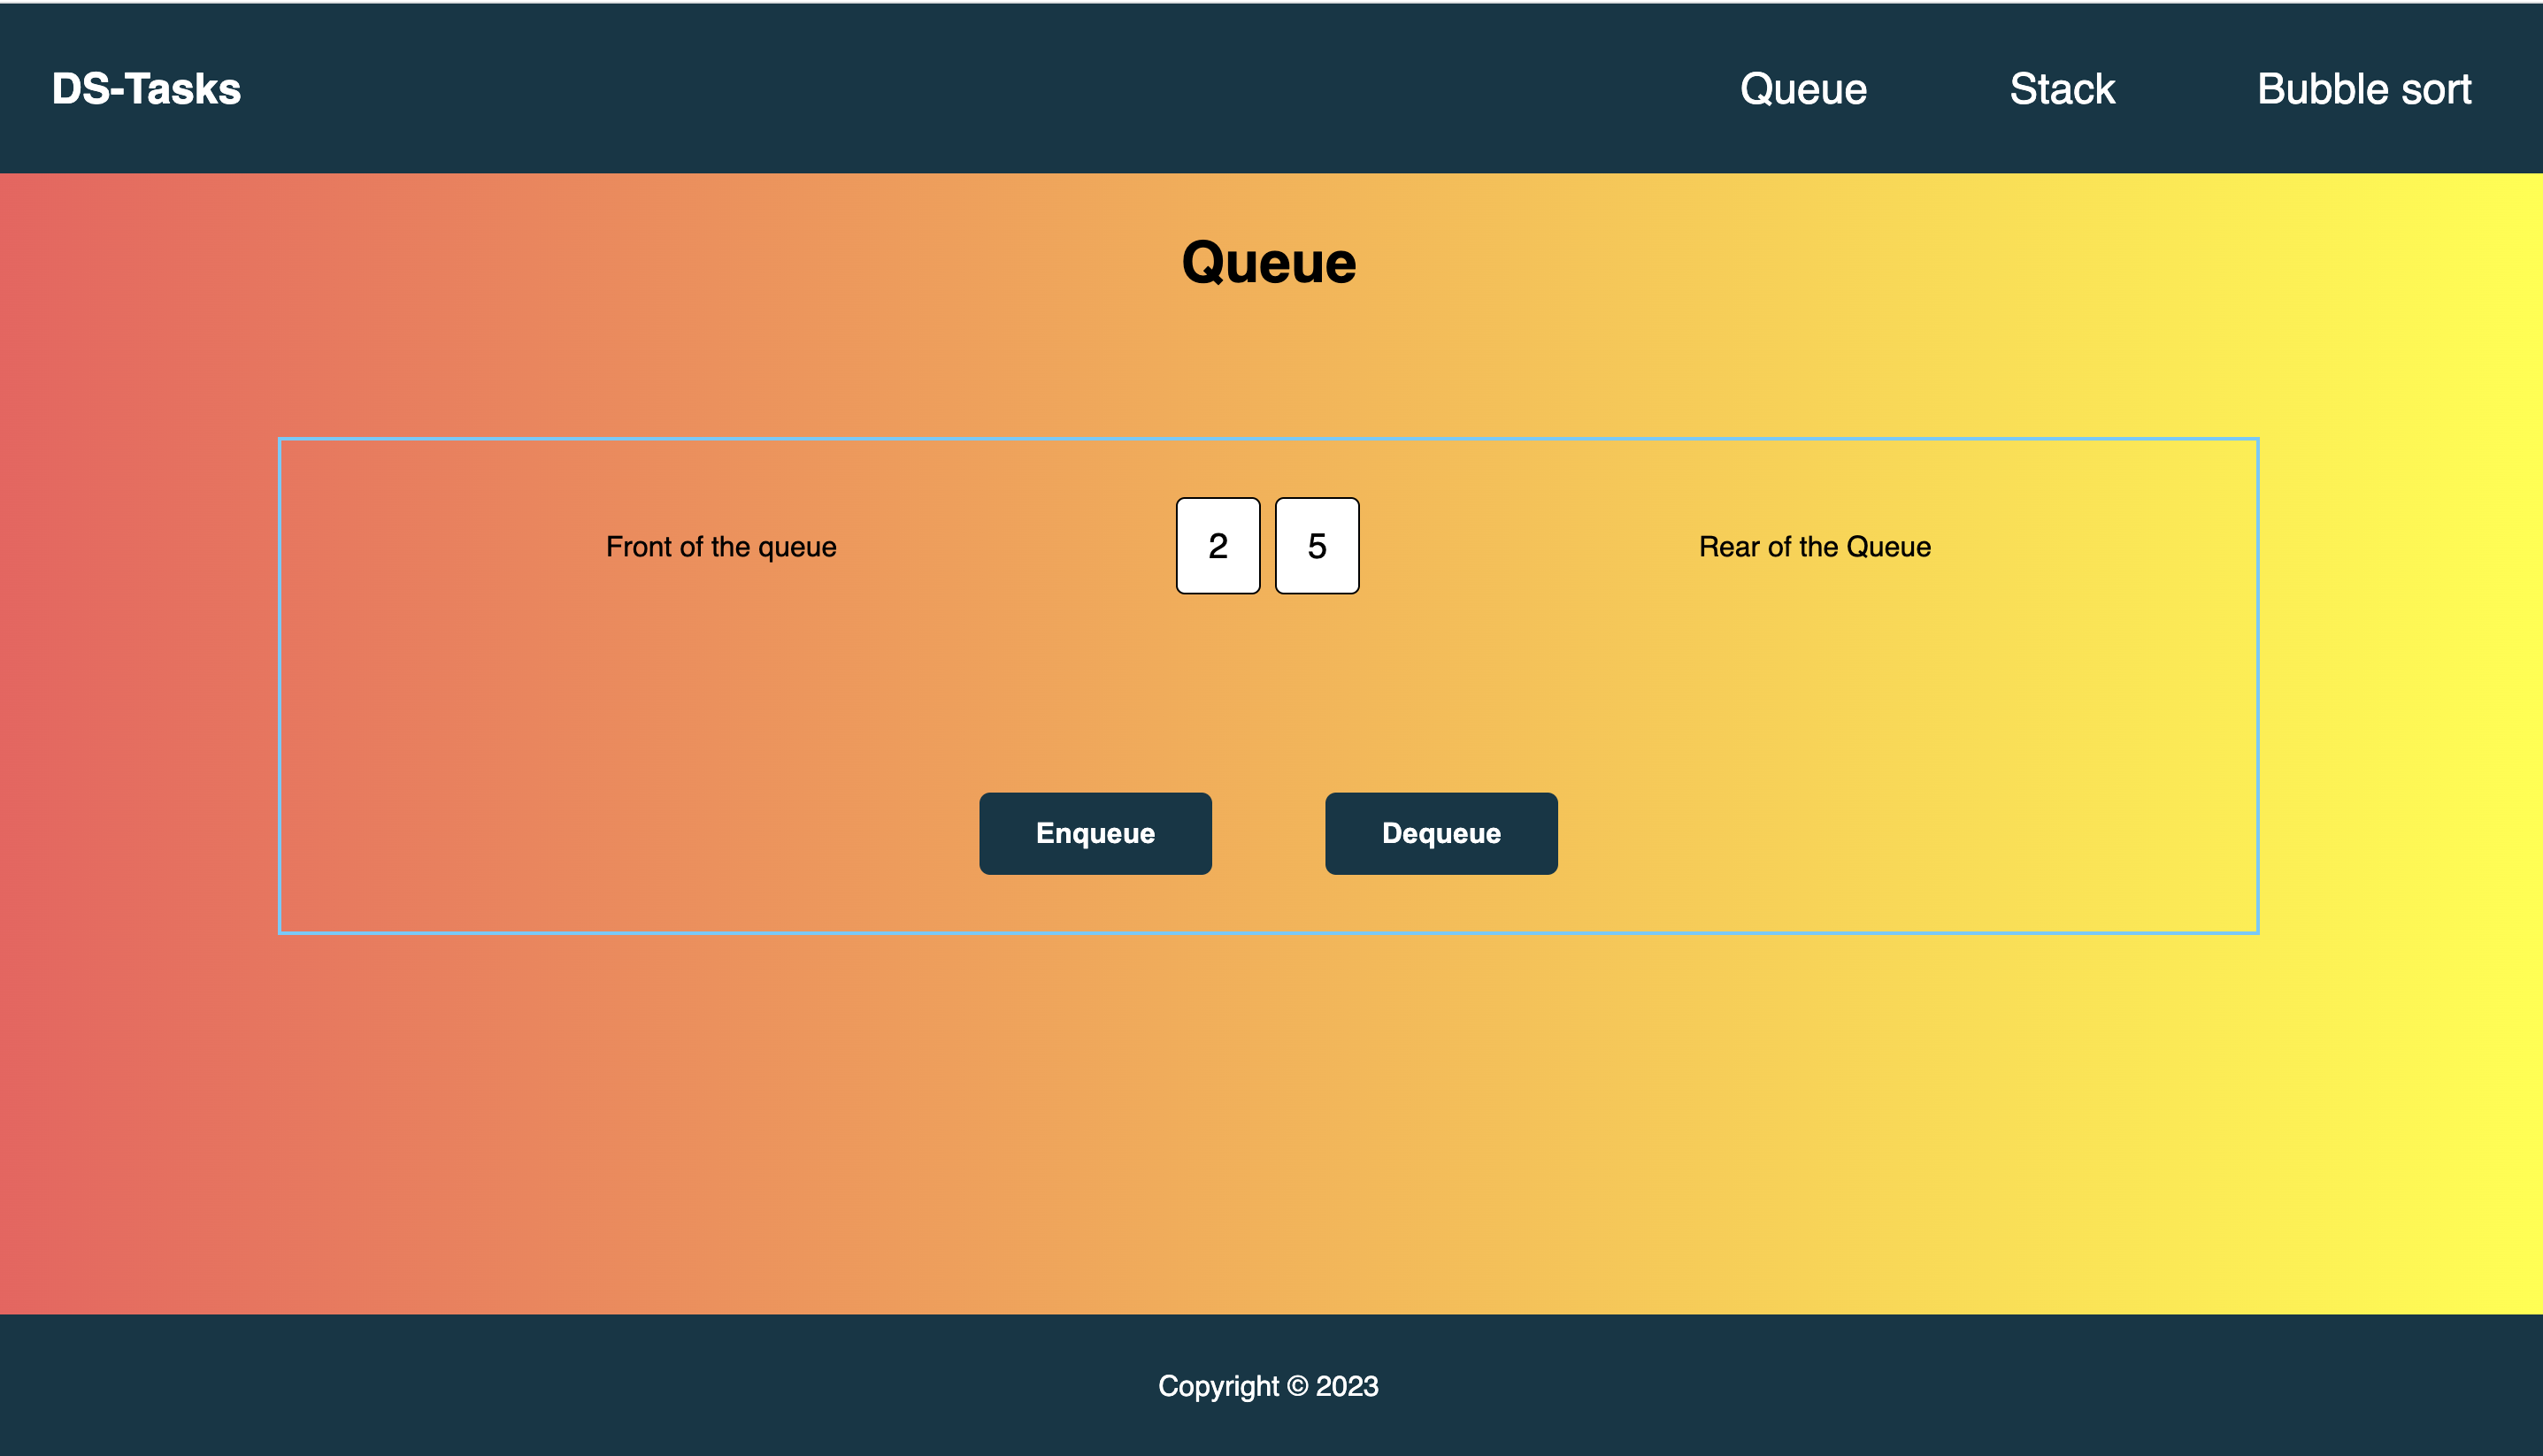 DS-Tasks Queue Stack Bubble sort
Queue
Front of the queue 2 5 Rear of the Queue
Enqueue Dequeue
Copyright © 2023